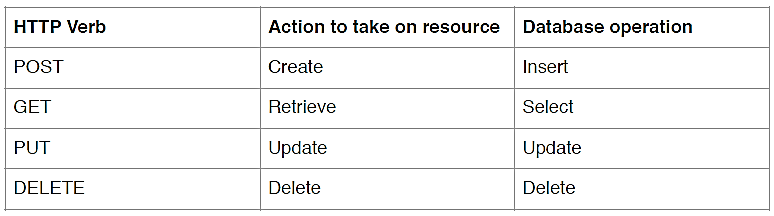 HTTP Verb Action to take on resource Database operation
POST Create Insert
GET Retrieve Select
PUT Update Update
DELETE Delete Delete